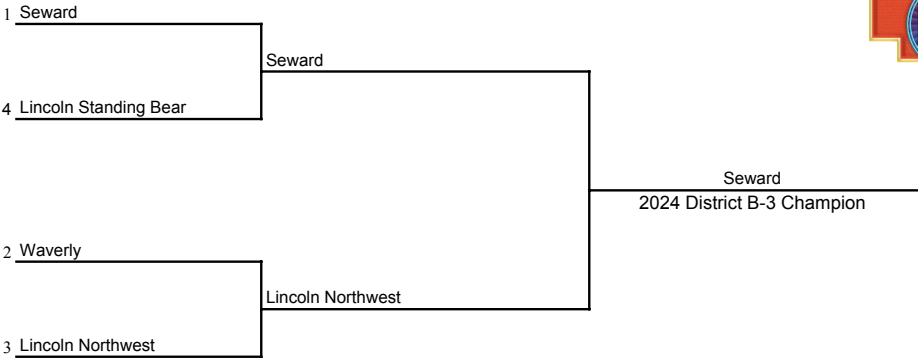 1 Seward
Seward
4 Lincoln Standing Bear
Seward
2024 District B-3 Champion
2 Waverly
Lincoln Northwest
3 Lincoln Northwest